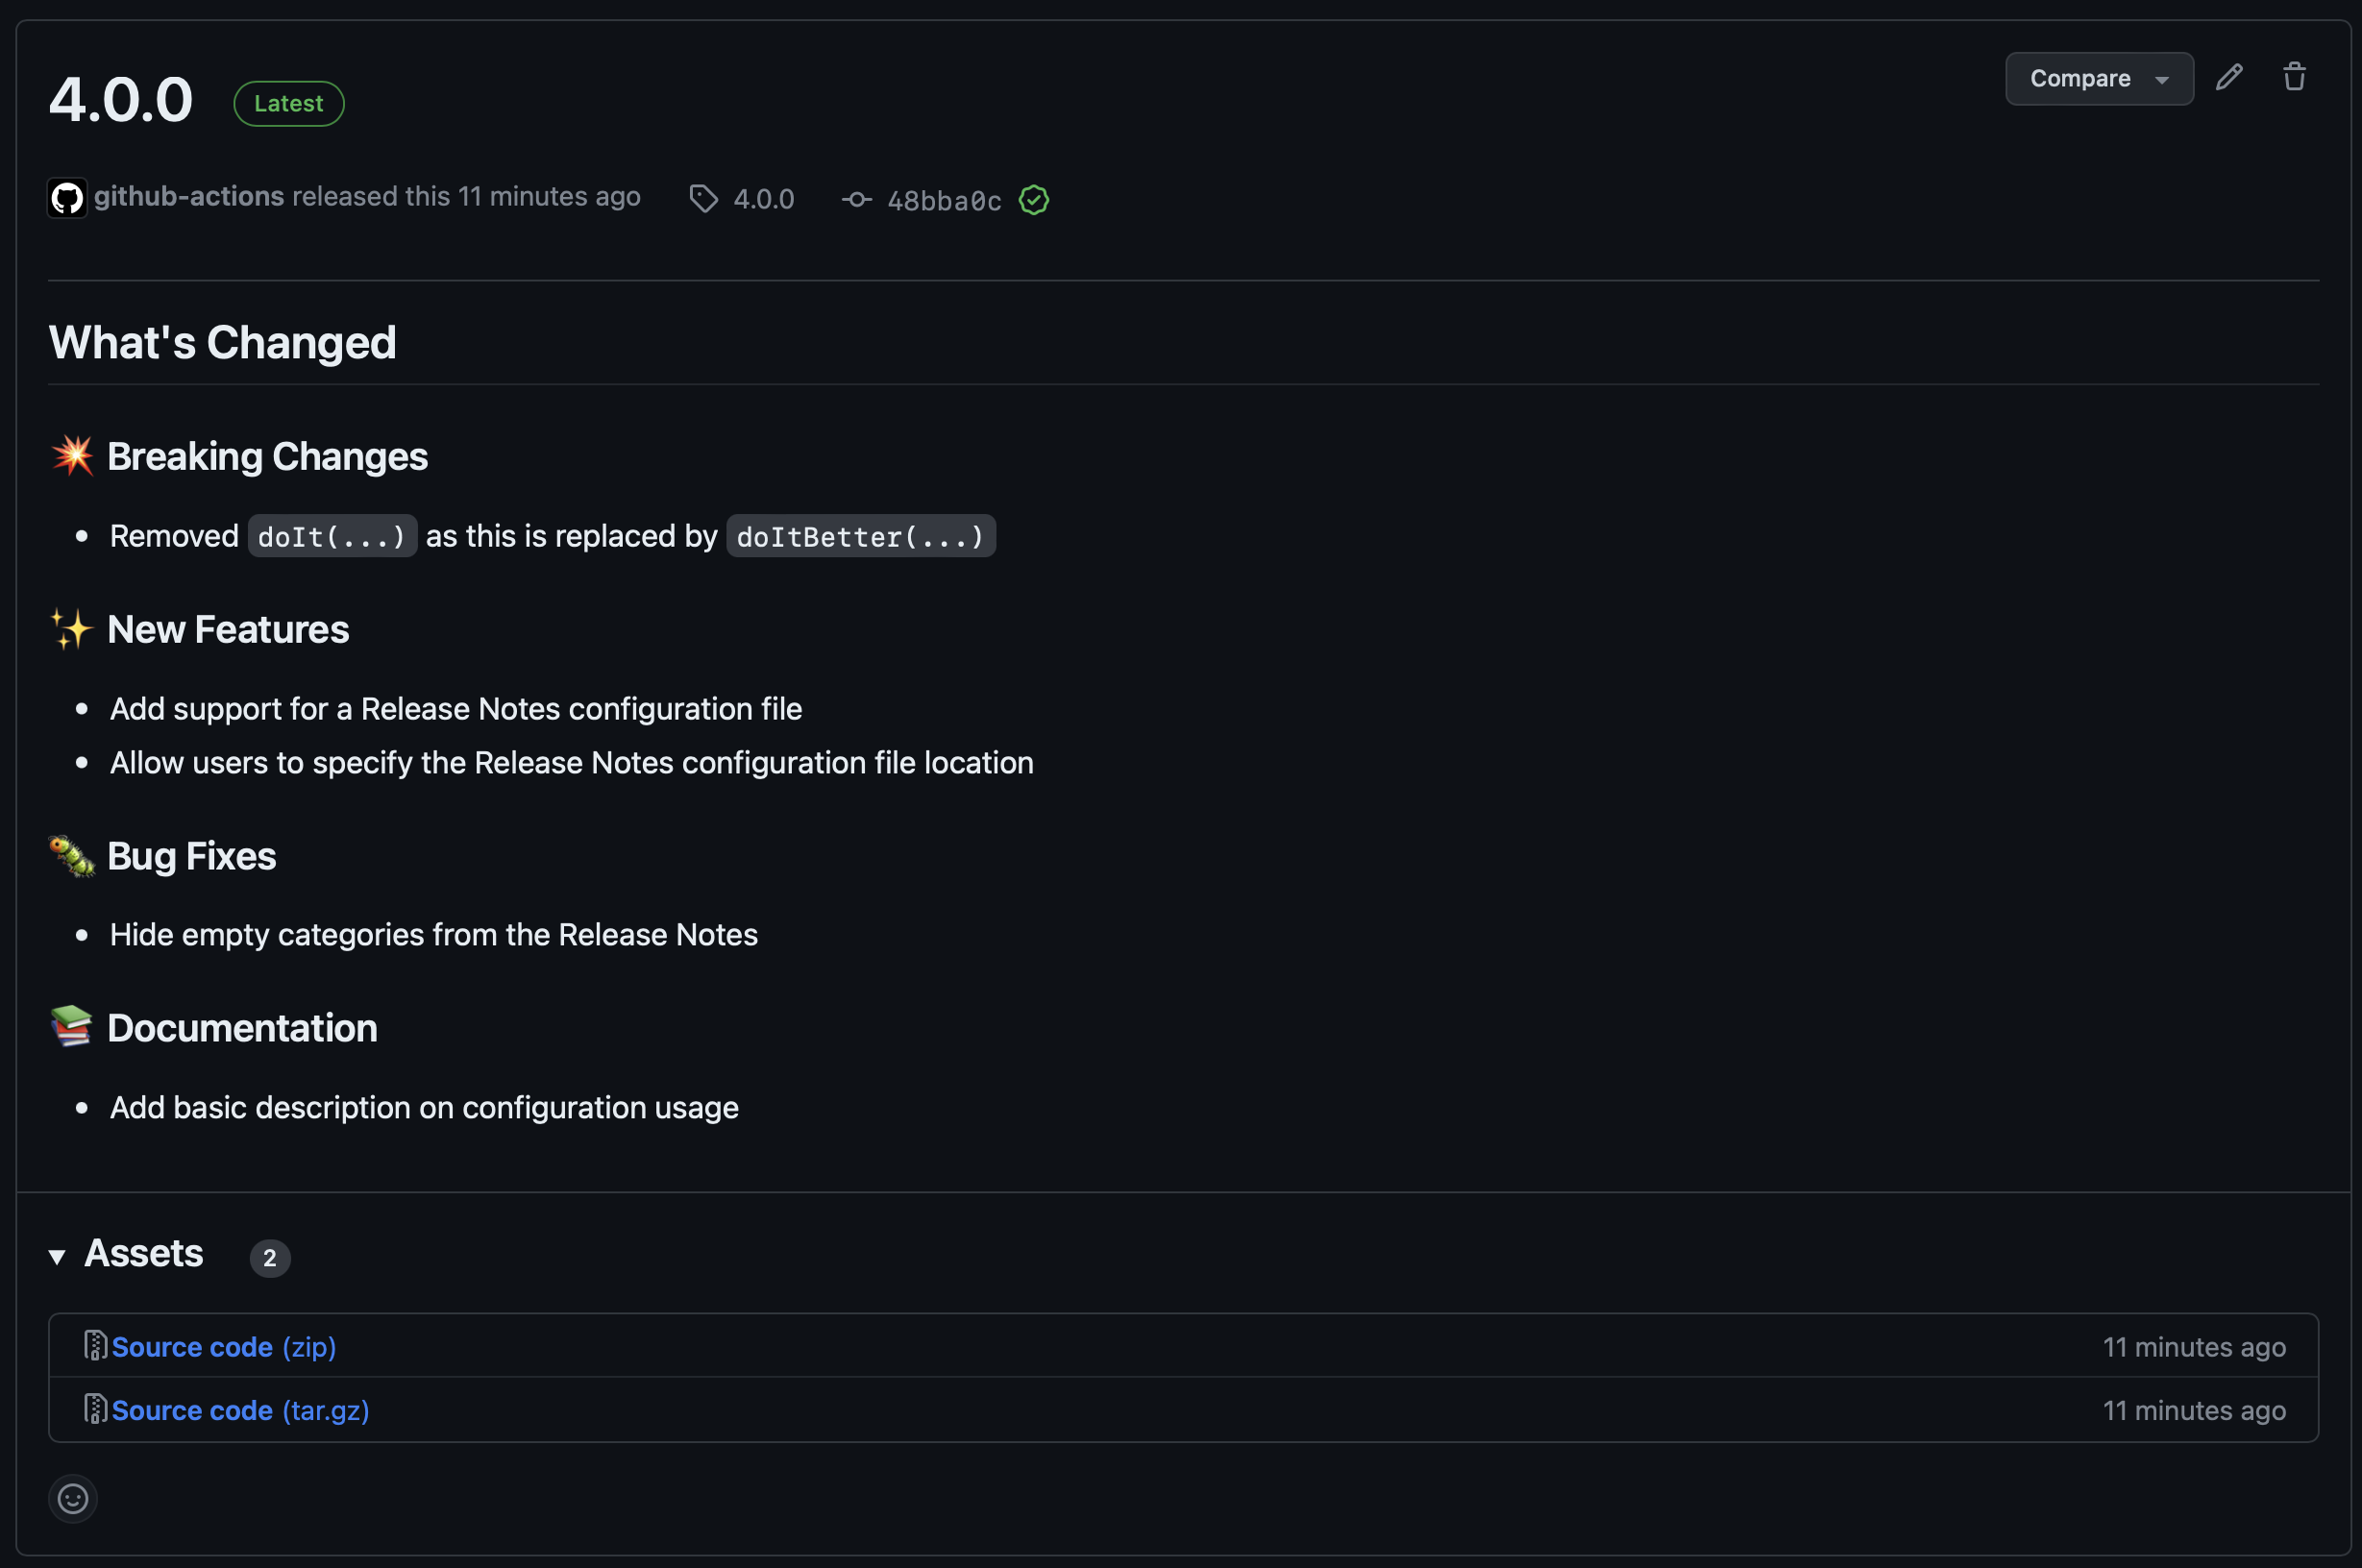 4.0.0 Latest Compare
github-actions released this 11 minutes ago 4.0.0 48bba0c
What's Changed
💥 Breaking Changes
• Removed doIt(...) as this is replaced by doItBetter(...)
✨ New Features
• Add support for a Release Notes configuration file
• Allow users to specify the Release Notes configuration file location
🐛 Bug Fixes
• Hide empty categories from the Release Notes
📚 Documentation
• Add basic description on configuration usage
Assets 2
Source code (zip) 11 minutes ago
Source code (tar.gz) 11 minutes ago